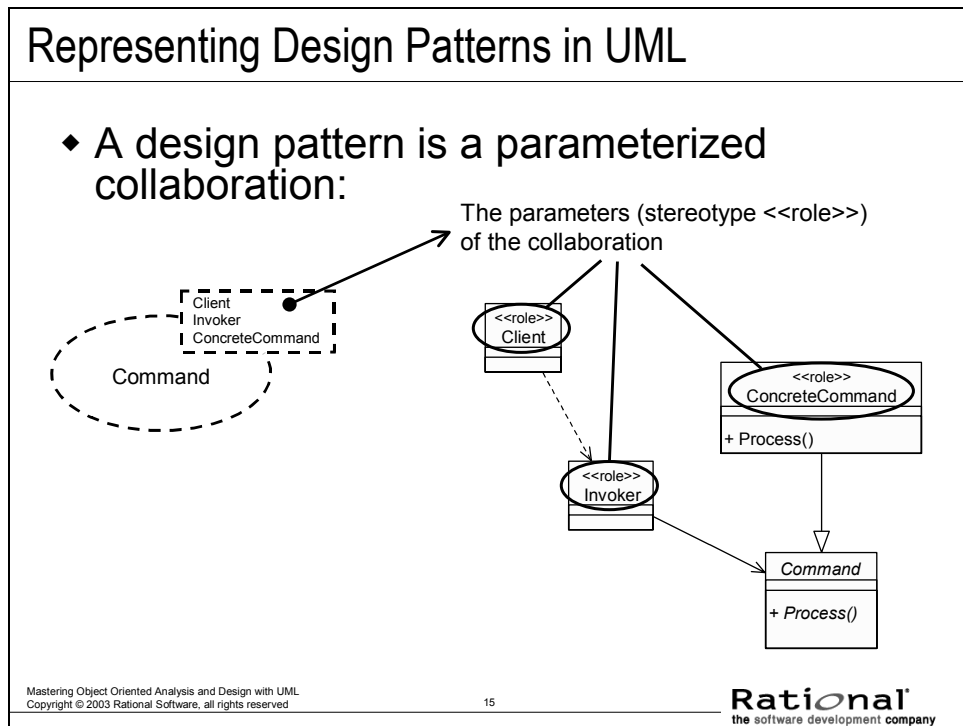 Representing Design Patterns in UML
◆ A design pattern is a parameterized
collaboration:
The parameters (stereotype <<role>>)
of the collaboration
Client
Invoker
ConcreteCommand
Command
<<role>>
Client
<<role>>
ConcreteCommand
+ Process()
<<role>>
Invoker
Command
+ Process()
Mastering Object Oriented Analysis and Design with UML
Copyright © 2003 Rational Software, all rights reserved
15
Rational
the software development company